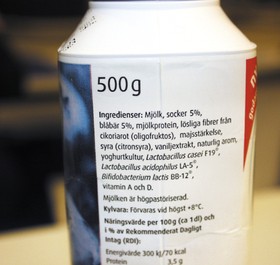 500g
Ingredienser: Mjölk, socker 5%,
blåbär 5%, mjölkprotein, lösliga fibrer från
cikoriarot (oligofruktos), majsstärkelse,
syra (citronsyra), vaniljextrakt, naturlig arom,
yoghurtkultur, Lactobacillus casei F19®,
Lactobacillus acidophilus LA-5®,
Bifidobacterium lactis BB-12®,
vitamin A och D.
Mjölken är högpastöriserad.
Kylvara: Förvaras vid högst +8°C.
Näringsvärde per 100g (ca 1dl) och
i % av Rekommenderat Dagligt
Intag (RDI):
Energivärde 300 kj/70 kcal
Protein 3,5 g